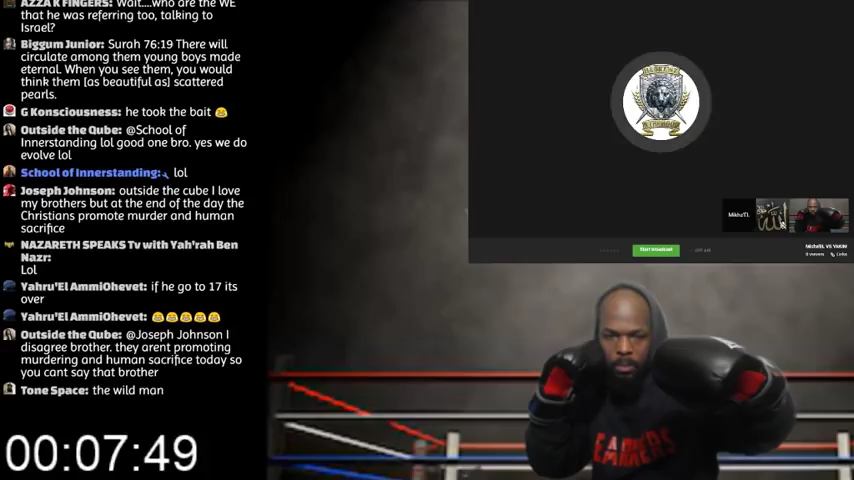 AZZA K FINGERS: Wait....who are the WE
that he was referring too, talking to
Israel?
Biggum Junior: Surah 76:19 There will
circulate among them young boys made
eternal. When you see them, you would
think them [as beautiful as] scattered
pearls.
G Konsciousness: he took the bait 😂
Outside the Qube: @School of
Innerstanding lol good one bro. yes we do
evolve lol
School of Innerstanding: lol
Joseph Johnson: outside the cube I love
my brothers but at the end of the day the
Christians promote murder and human
sacrifice
NAZARETH SPEAKS Tv with Yah'rah Ben
Nazr:
Lol
Yahru'El AmmiOhevet: if he go to 17 its
over
Yahru'El AmmiOhevet: 😂😂😂😂😂
Outside the Qube: @Joseph Johnson I
disagree brother. they arent promoting
murdering and human sacrifice today so
you cant say that brother
Tone Space: the wild man
00:07:49